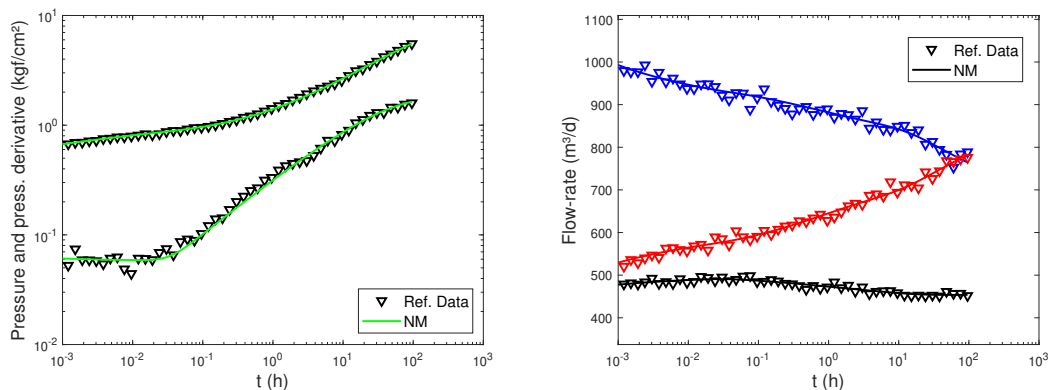 Pressure and press. derivative (kgf/cm²)
10¹
10⁰
10⁻¹
10⁻²
Ref. Data
NM
10⁻³ 10⁻² 10⁻¹ 10⁰ 10¹ 10² 10³
t (h)
Flow-rate (m³/d)
1100
1000
900
800
700
600
500
400
Ref. Data
NM
10⁻³ 10⁻² 10⁻¹ 10⁰ 10¹ 10² 10³
t (h)